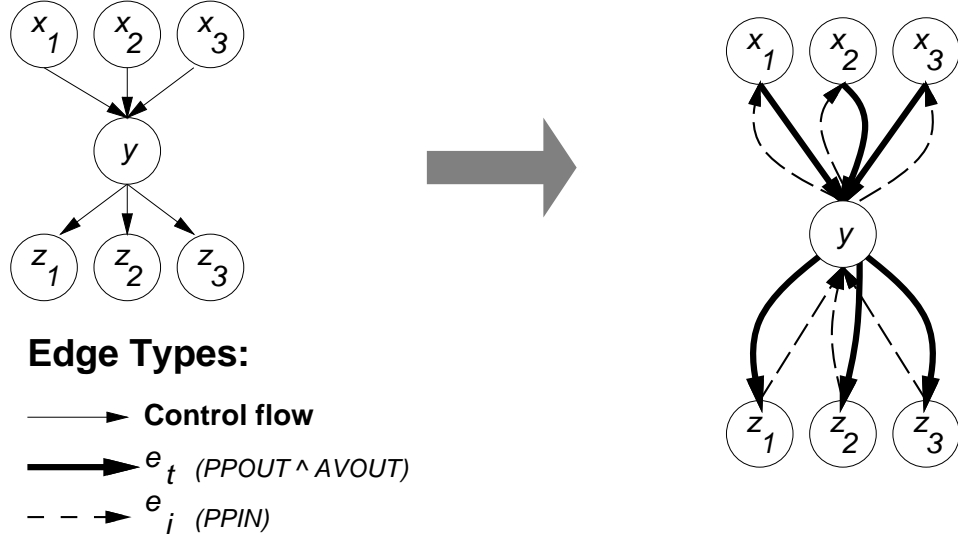 x1 x2 x3
y
z1 z2 z3
x1 x2 x3
y
z1 z2 z3
Edge Types:
Control flow
et (PPOUT ^ AVOUT)
ei (PPIN)